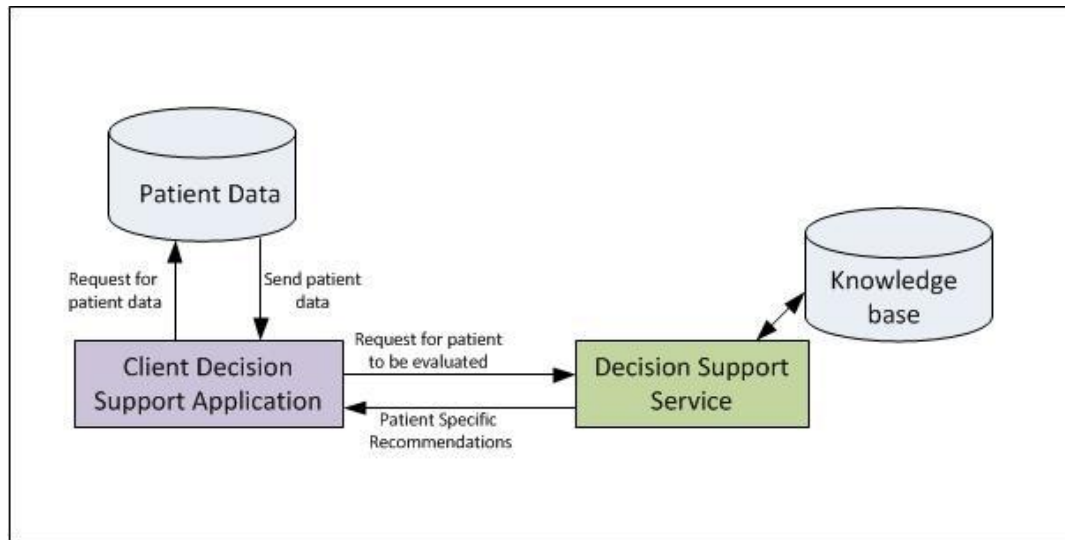 Patient Data
Request for
patient data
Send patient
data
Knowledge
base
Client Decision
Support Application
Request for patient
to be evaluated
Decision Support
Service
Patient Specific
Recommendations